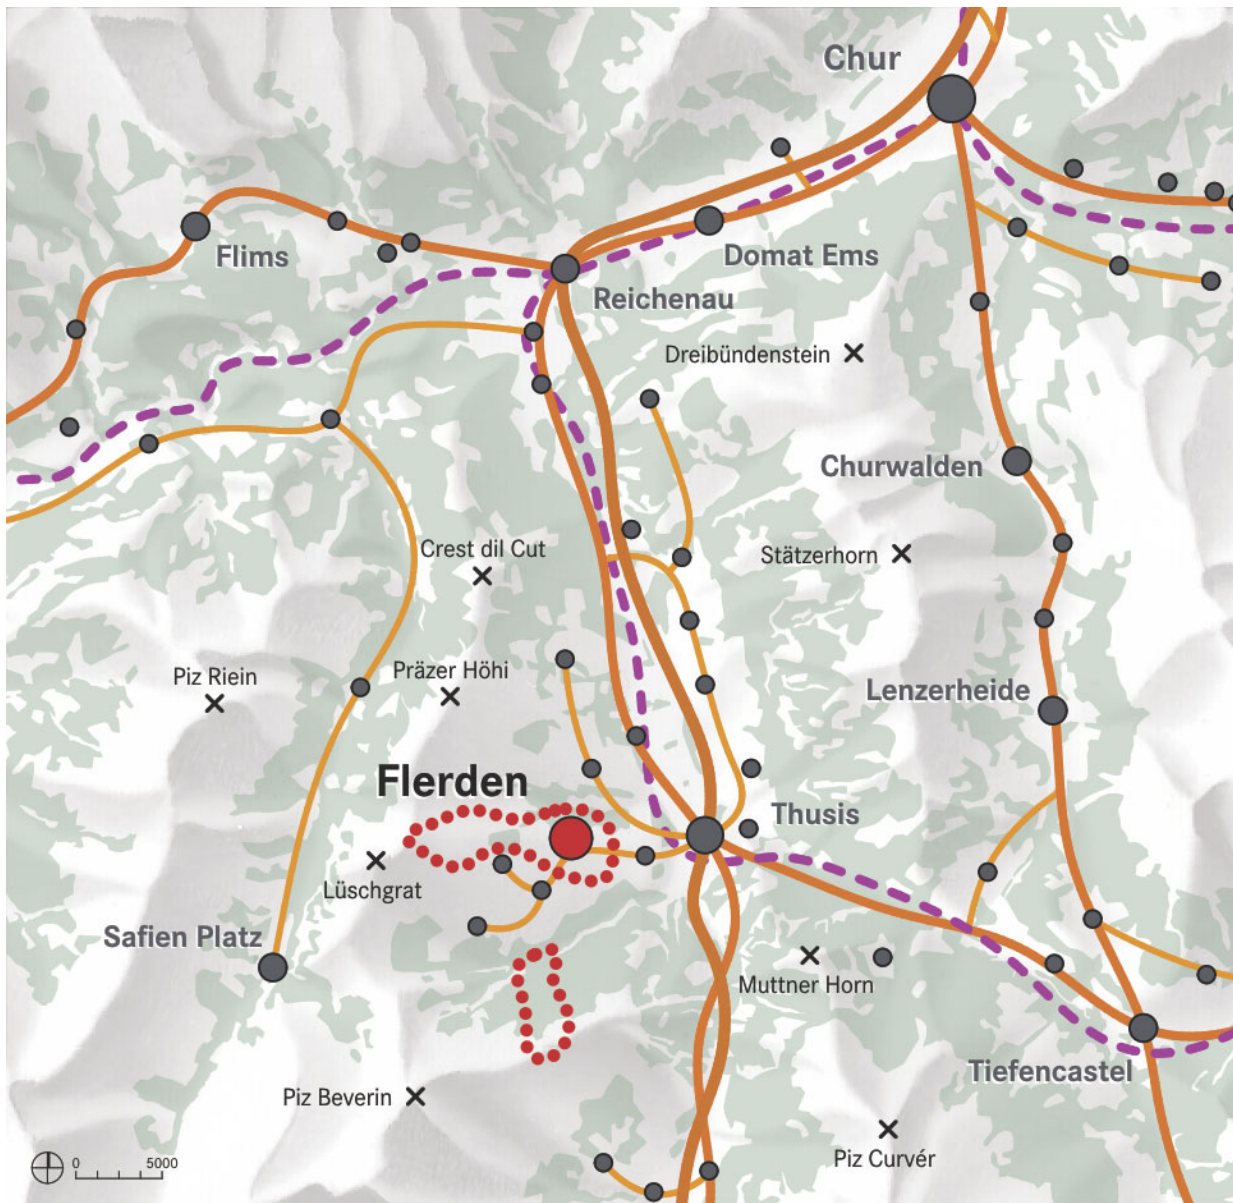 Chur
Flims
Domat Ems
Reichenau
Dreibündenstein
Churwalden
Crest dil Cut
Stätzerhorn
Piz Riein
Präzer Höhi
Lenzerheide
Flerden
Thusis
Lüschgrat
Safien Platz
Muttner Horn
Tiefencastel
Piz Beverin
Piz Curvér
0 5000